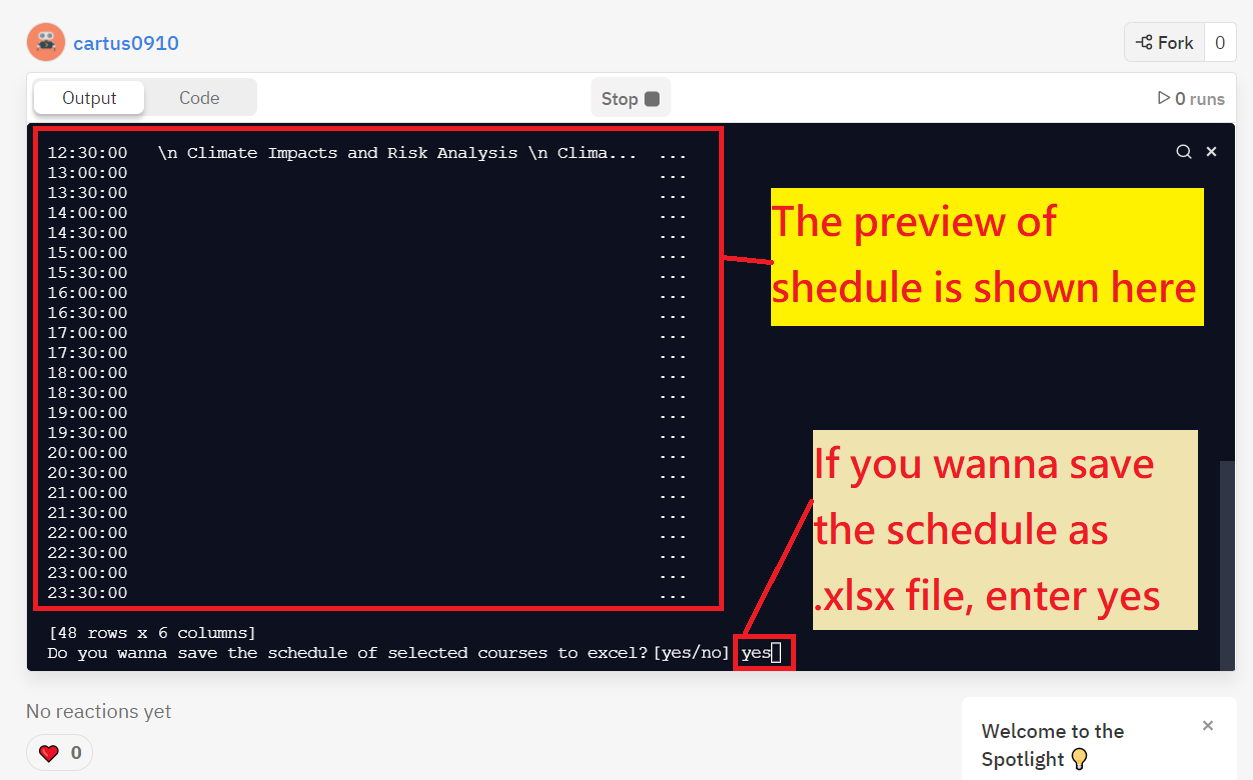 cartus0910
Fork 0
Output Code
Stop
0 runs
12:30:00 \n Climate Impacts and Risk Analysis \n Clima... ...
13:00:00 ...
13:30:00 ...
14:00:00 ...
14:30:00 ...
15:00:00 ...
15:30:00 ...
16:00:00 ...
16:30:00 ...
17:00:00 ...
17:30:00 ...
18:00:00 ...
18:30:00 ...
19:00:00 ...
19:30:00 ...
20:00:00 ...
20:30:00 ...
21:00:00 ...
21:30:00 ...
22:00:00 ...
22:30:00 ...
23:00:00 ...
23:30:00 ...
[48 rows x 6 columns]
Do you wanna save the schedule of selected courses to excel?[yes/no] yes
The preview of
shedule is shown here
If you wanna save
the schedule as
.xlsx file, enter yes
No reactions yet
0
Welcome to the
Spotlight